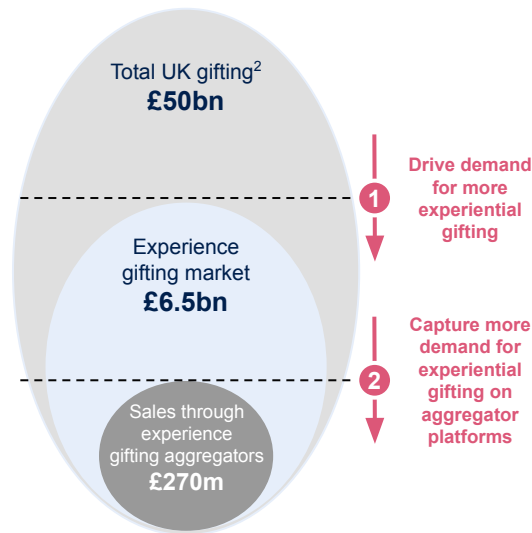 Total UK gifting²
£50bn
1
Drive demand
for more
experiential
gifting
Experience
gifting market
£6.5bn
2
Capture more
demand for
experiential
gifting on
aggregator
platforms
Sales through
experience
gifting aggregators
£270m